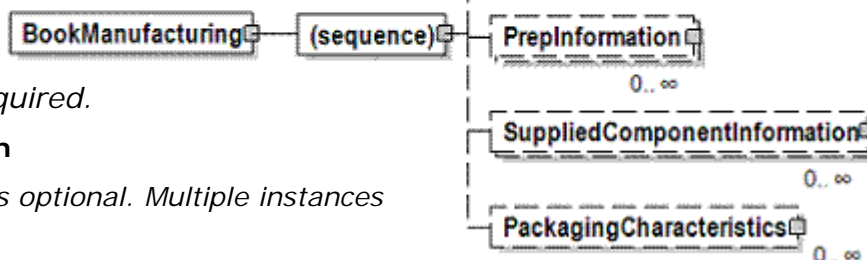 BookManufacturing (sequence) PrepInformation
0.. ∞
quired.
SuppliedComponentInformation
n
0.. ∞
s optional. Multiple instances
PackagingCharacteristics
0.. ∞